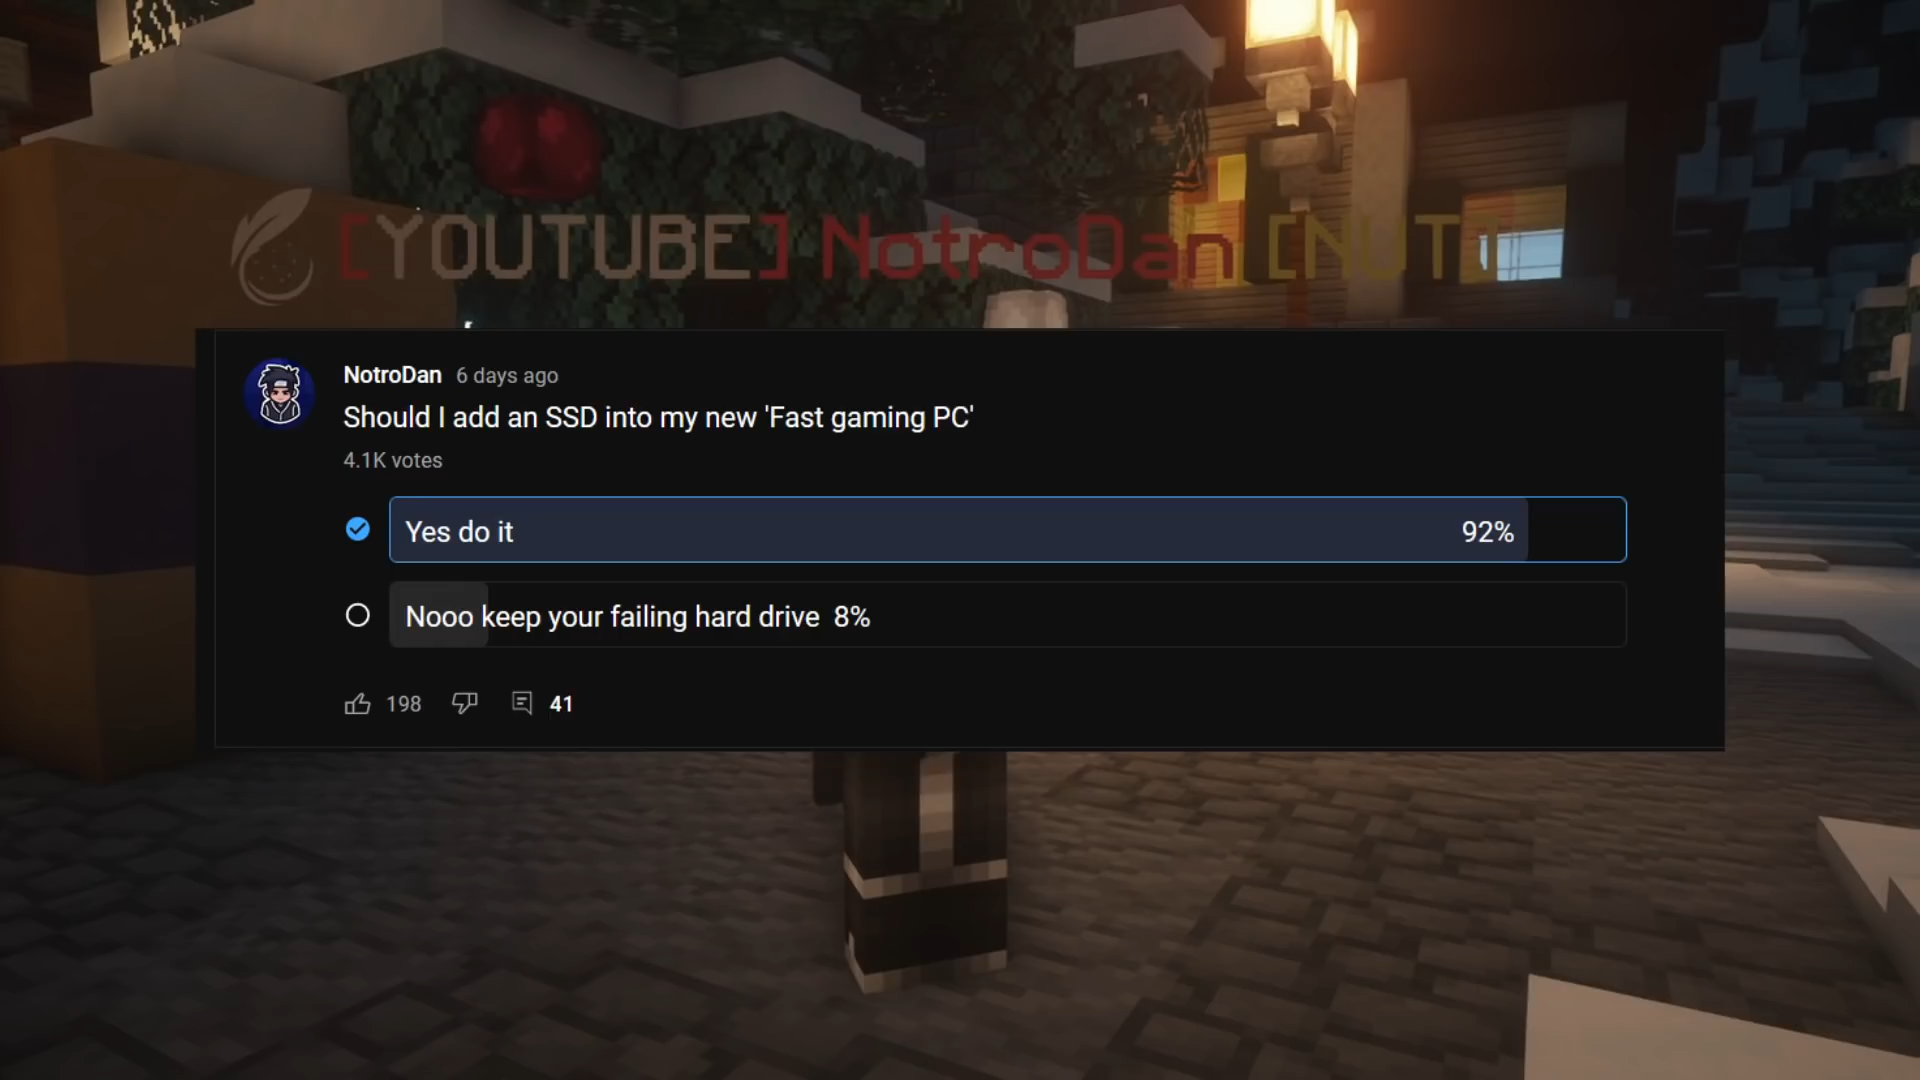 [YOUTUBE] NotroDan [NUT]
NotroDan 6 days ago
Should I add an SSD into my new 'Fast gaming PC'
4.1K votes
Yes do it 92%
Nooo keep your failing hard drive 8%
198 41